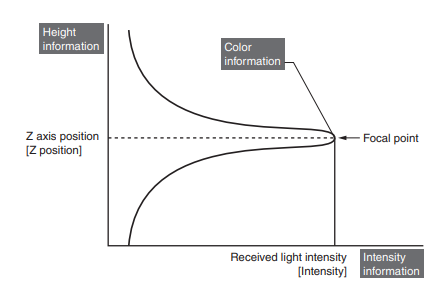 Height
information
Color
information
Z axis position
[Z position]
Focal point
Received light intensity
[Intensity]
Intensity
information